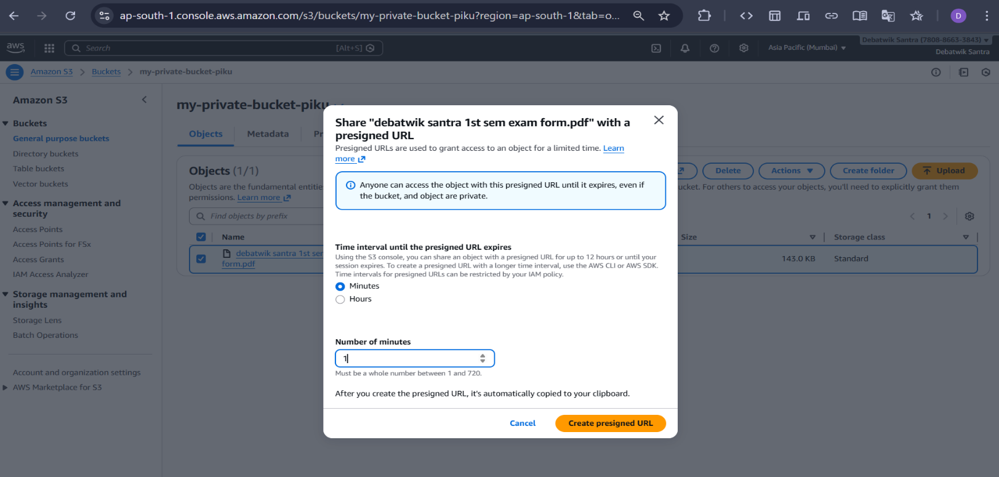 ap-south-1.console.aws.amazon.com/s3/buckets/my-private-bucket-piku?region=ap-south-1&tab=o...
D
aws
Search
[Alt+S]
Asia Pacific (Mumbai)
Debatwik Santra (7808-8663-3843)
Debatwik Santra
Amazon S3
Buckets
my-private-bucket-piku
Amazon S3
Buckets
General purpose buckets
Directory buckets
Table buckets
Vector buckets
Access management and
security
Access Points
Access Points for FSx
Access Grants
IAM Access Analyzer
Storage management and
insights
Storage Lens
Batch Operations
Account and organization settings
AWS Marketplace for S3
my-private-bucket-piku
Objects
Metadata
Pr
Objects (1/1)
Delete
Actions
Create folder
Upload
Objects are the fundamental entitie
ucket. For others to access your objects, you'll need to explicitly grant them
permissions. Learn more
Find objects by prefix
1
Name
Size
Storage class
debatwik santra 1st sen
form.pdf
143.0 KB
Standard
Share "debatwik santra 1st sem exam form.pdf" with a
presigned URL
Presigned URLs are used to grant access to an object for a limited time. Learn
more
Anyone can access the object with this presigned URL until it expires, even if
the bucket, and object are private.
Time interval until the presigned URL expires
Using the S3 console, you can share an object with a presigned URL for up to 12 hours or until your
session expires. To create a presigned URL with a longer time interval, use the AWS CLI or AWS SDK.
Time intervals for presigned URLs can be restricted by your IAM policy.
Minutes
Hours
Number of minutes
1
Must be a whole number between 1 and 720.
After you create the presigned URL, it's automatically copied to your clipboard.
Cancel
Create presigned URL